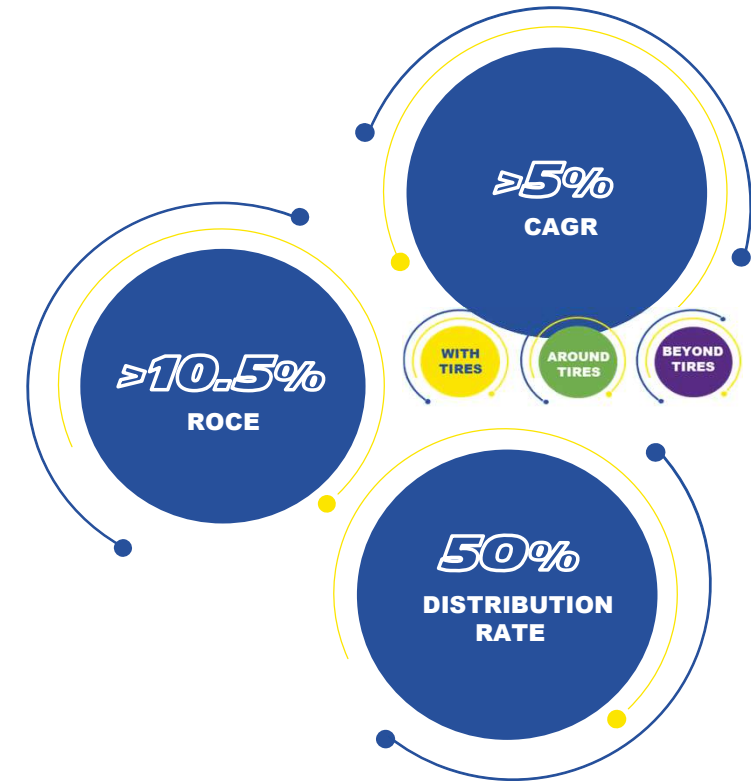 >5%
CAGR
WITH
TIRES
AROUND
TIRES
BEYOND
TIRES
>10.5%
ROCE
50%
DISTRIBUTION
RATE